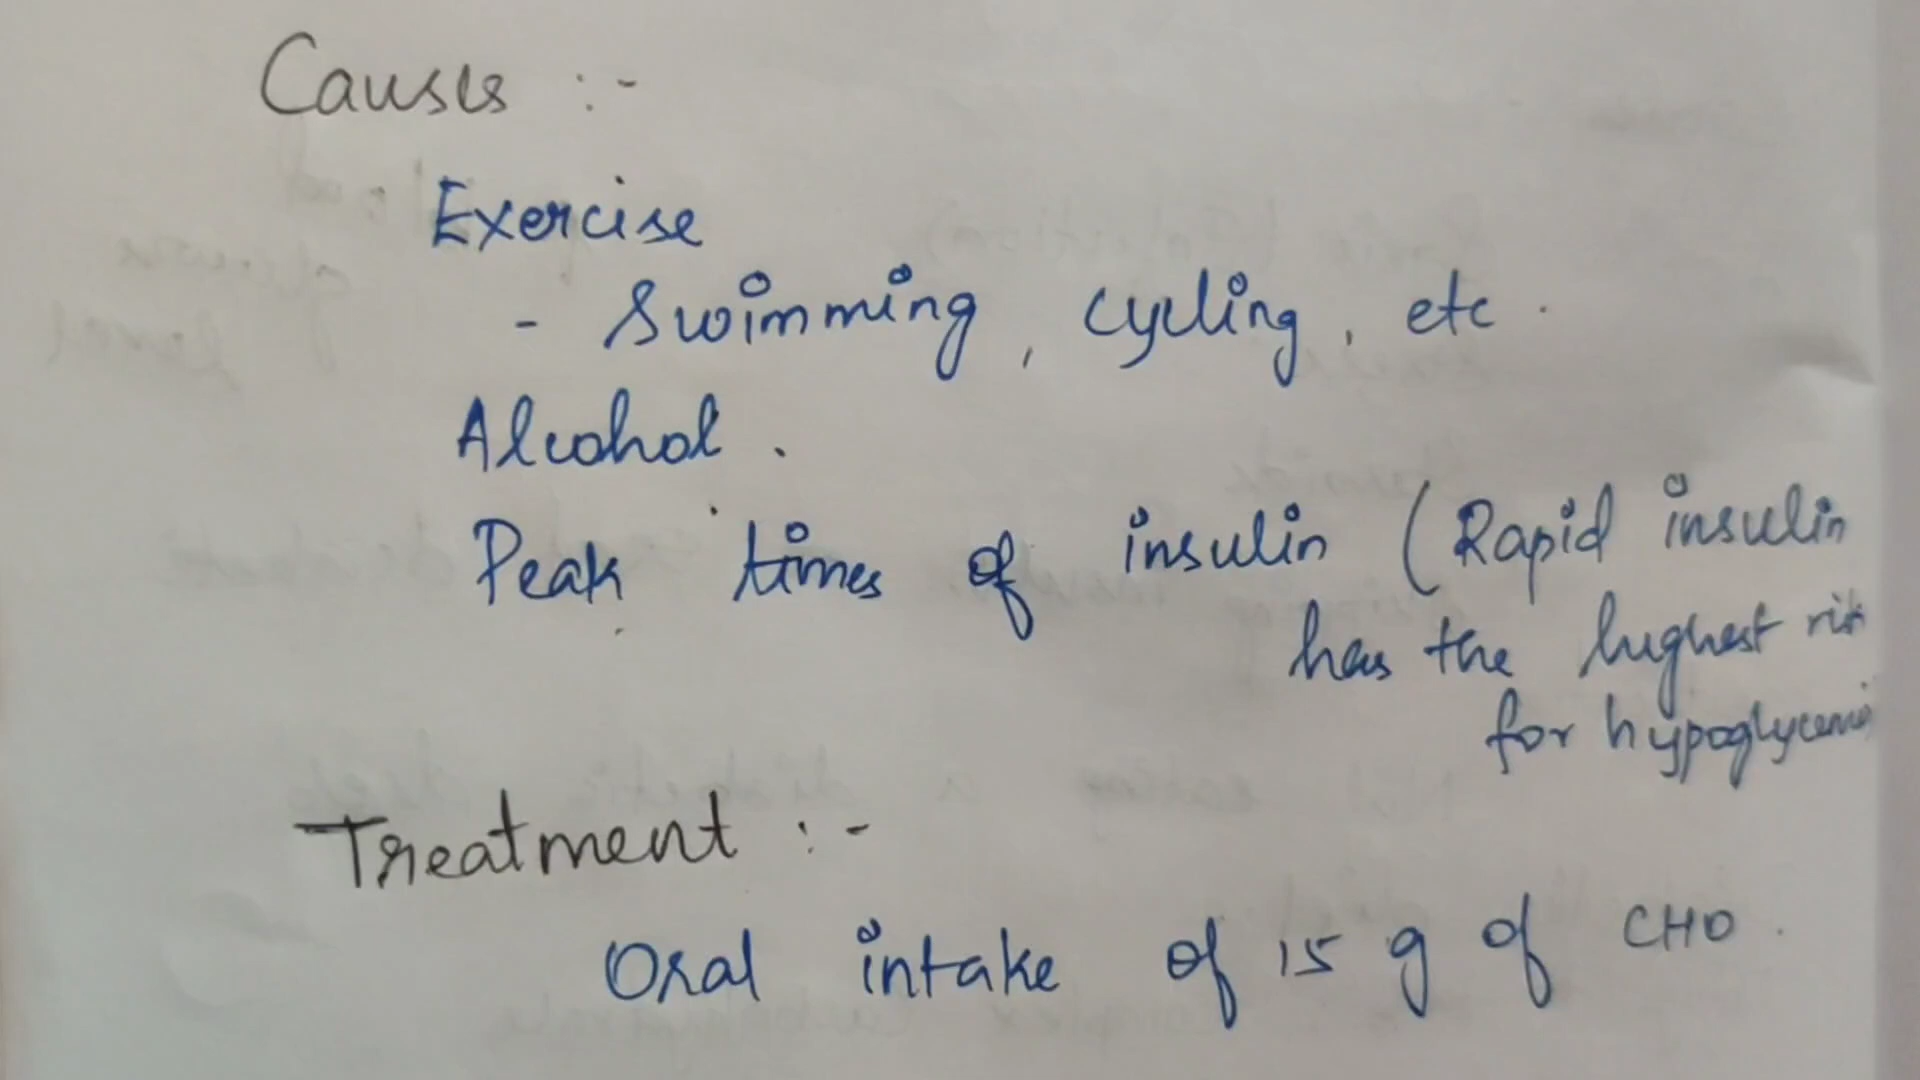 Causes :-
Exercise
- Swimming, cycling, etc.
Alcohol.
Peak times of insulin (Rapid insulin
has the highest risk
for hypoglycemi
Treatment :-
Oral intake of 15 g of CHO.